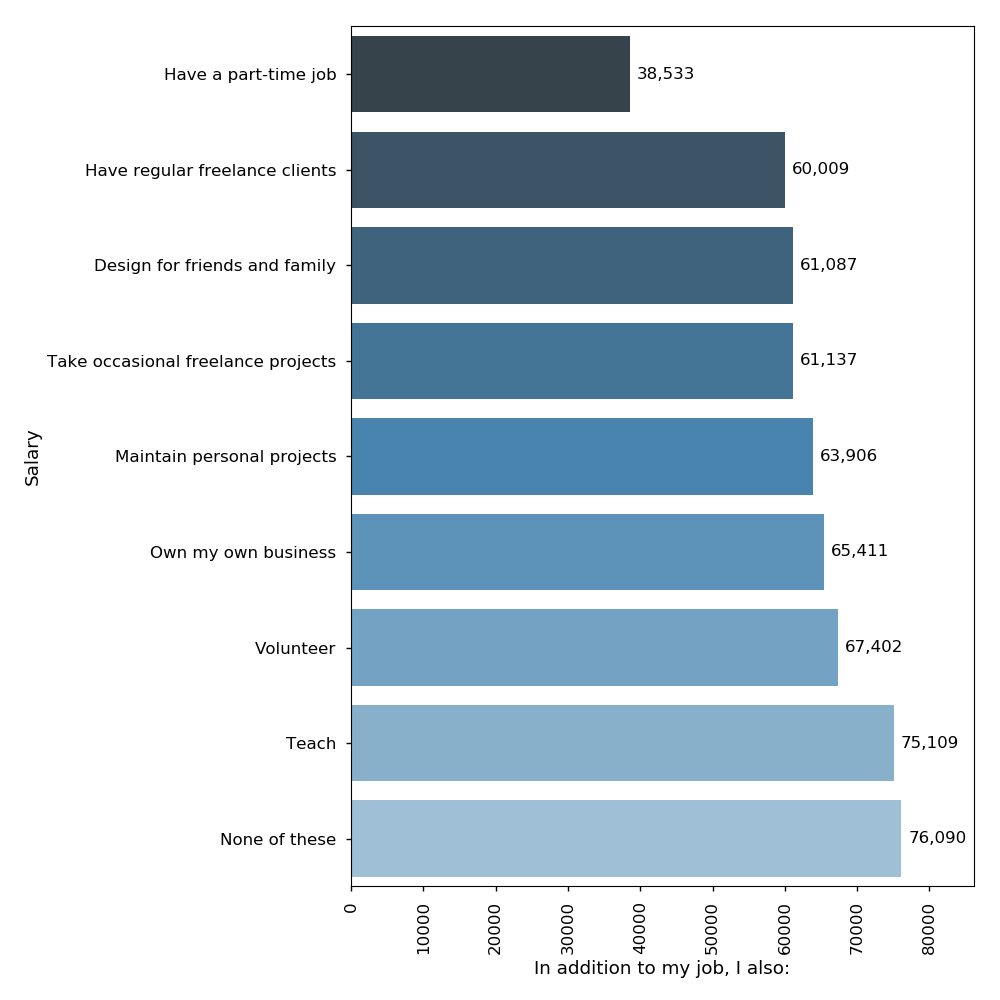 Have a part-time job 38,533
Have regular freelance clients 60,009
Design for friends and family 61,087
Take occasional freelance projects 61,137
Maintain personal projects 63,906
Own my own business 65,411
Volunteer 67,402
Teach 75,109
None of these 76,090
Salary
0 10000 20000 30000 40000 50000 60000 70000 80000
In addition to my job, I also: